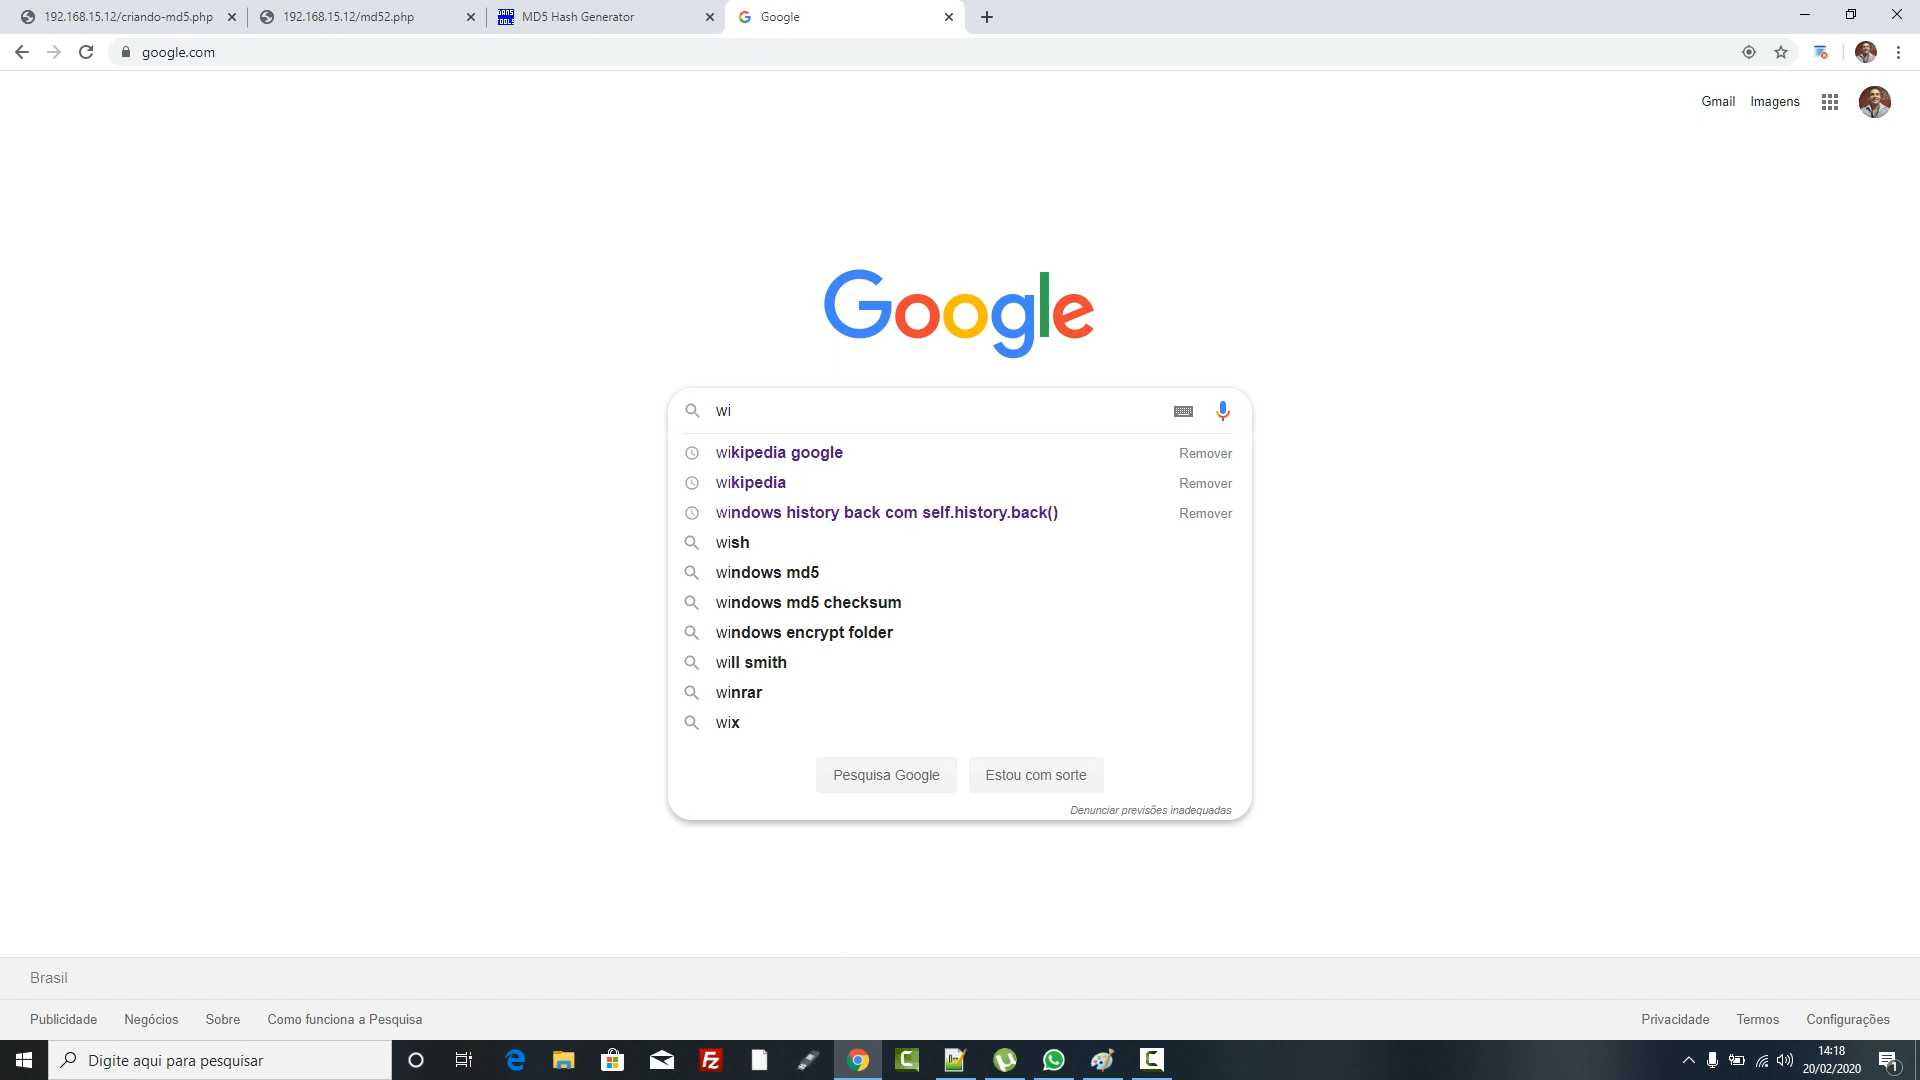 192.168.15.12/criando-md5.php
192.168.15.12/md52.php
DANS TOOLS
MD5 Hash Generator
Google
google.com
Gmail
Imagens
Google
wi
wikipedia google
Remover
wikipedia
Remover
windows history back com self.history.back()
Remover
wish
windows md5
windows md5 checksum
windows encrypt folder
will smith
winrar
wix
Pesquisa Google
Estou com sorte
Denunciar previsões inadequadas
Brasil
Publicidade
Negócios
Sobre
Como funciona a Pesquisa
Privacidade
Termos
Configurações
Digite aqui para pesquisar
14:18
20/02/2020
1